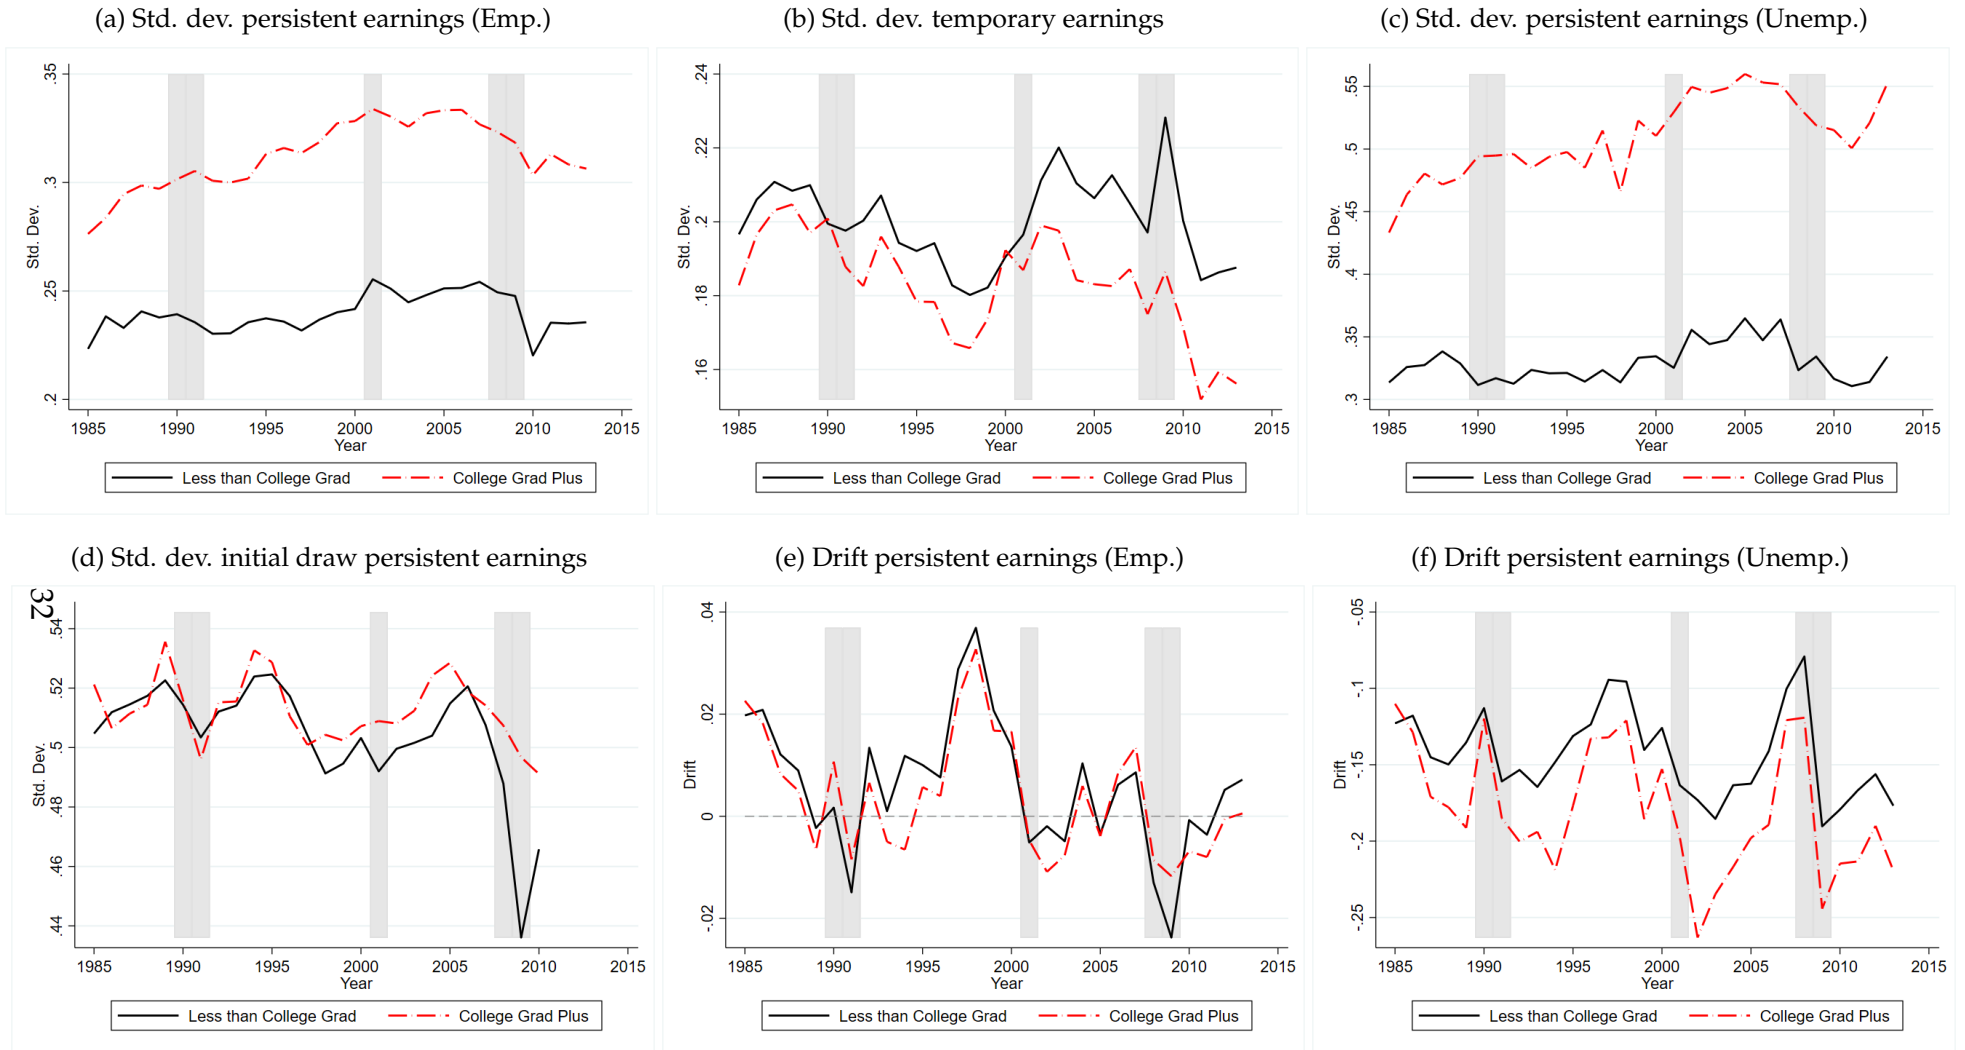 (a) Std. dev. persistent earnings (Emp.)
.35
.3
.25
.2
Std. Dev.
1985 1990 1995 2000 2005 2010 2015
Year
Less than College Grad College Grad Plus
(b) Std. dev. temporary earnings
.24
.22
.2
.18
.16
Std. Dev.
1985 1990 1995 2000 2005 2010 2015
Year
Less than College Grad College Grad Plus
(c) Std. dev. persistent earnings (Unemp.)
.55
.5
.45
.4
.35
.3
Std. Dev.
1985 1990 1995 2000 2005 2010 2015
Year
Less than College Grad College Grad Plus
(d) Std. dev. initial draw persistent earnings
32
.54
.52
.5
.48
.46
.44
Std. Dev.
1985 1990 1995 2000 2005 2010 2015
Year
Less than College Grad College Grad Plus
(e) Drift persistent earnings (Emp.)
.04
.02
0
-.02
Drift
1985 1990 1995 2000 2005 2010 2015
Year
Less than College Grad College Grad Plus
(f) Drift persistent earnings (Unemp.)
-.05
-.1
-.15
-.2
-.25
Drift
1985 1990 1995 2000 2005 2010 2015
Year
Less than College Grad College Grad Plus